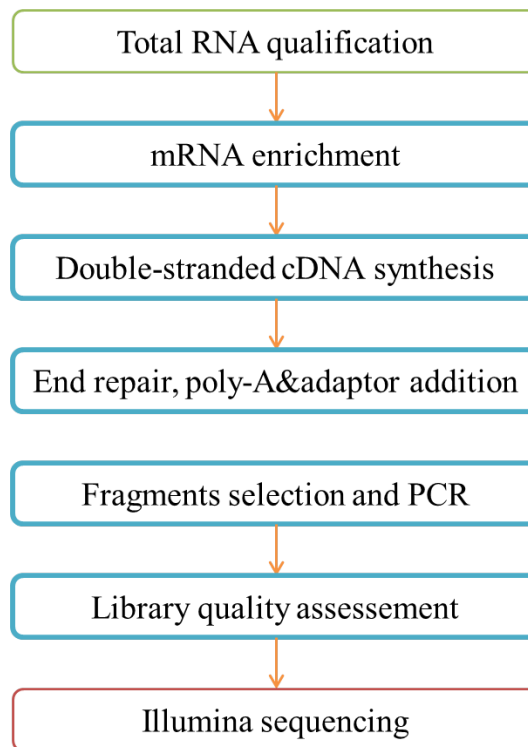 Total RNA qualification
mRNA enrichment
Double-stranded cDNA synthesis
End repair, poly-A&adaptor addition
Fragments selection and PCR
Library quality assessement
Illumina sequencing